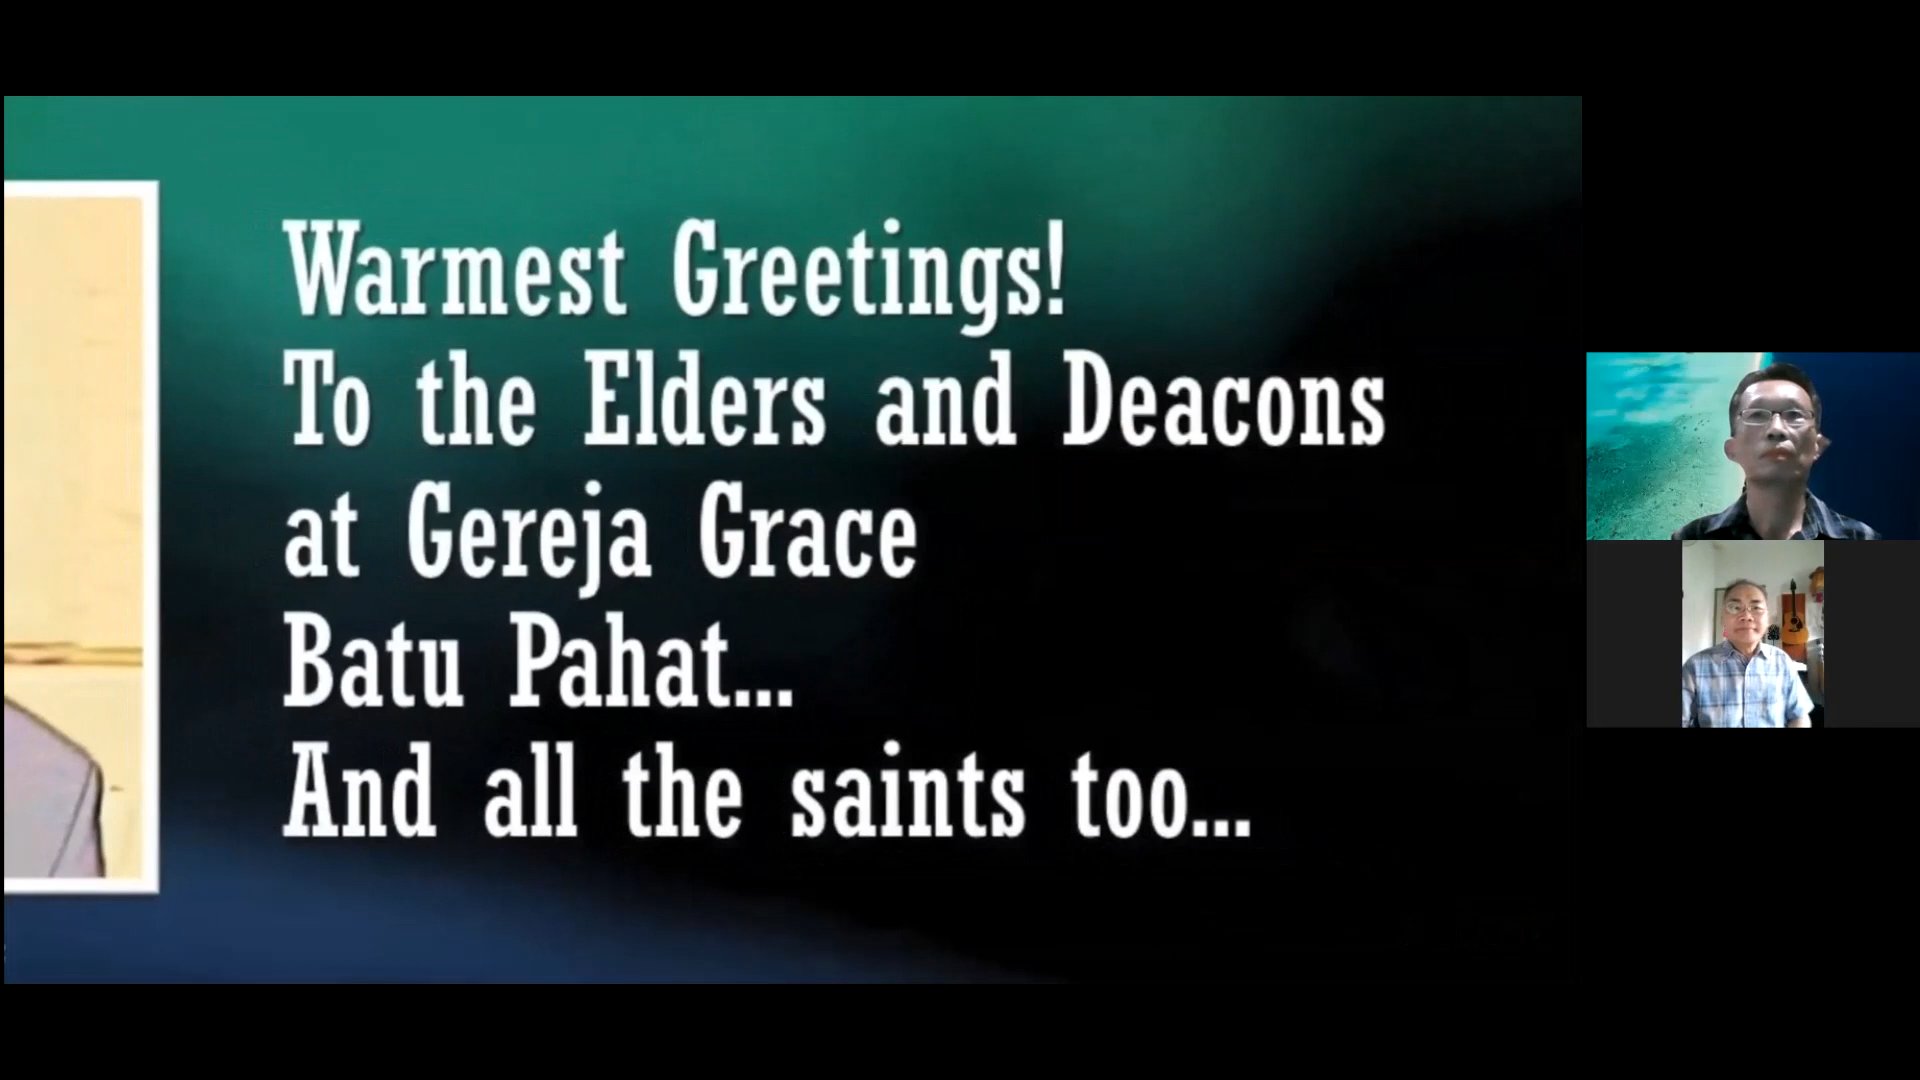 Warmest Greetings!
To the Elders and Deacons
at Gereja Grace
Batu Pahat...
And all the saints too...